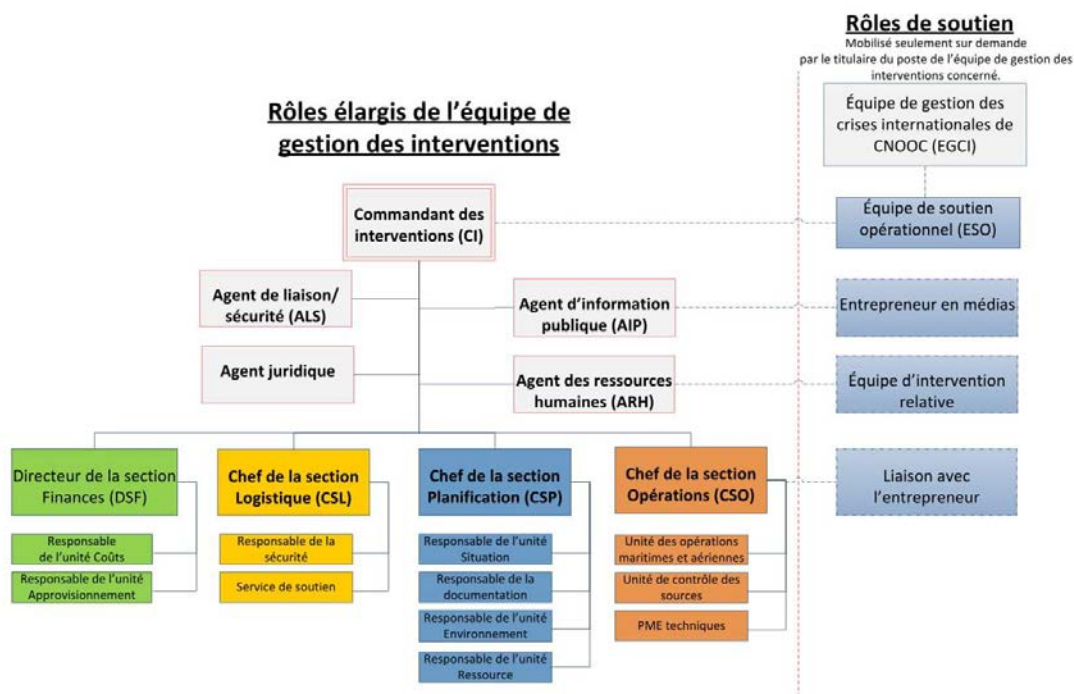 Rôles de soutien
Mobilisé seulement sur demande
par le titulaire du poste de l'équipe de gestion des
interventions concerné.
Rôles élargis de l'équipe de
gestion des interventions
Équipe de gestion des
crises internationales de
CNOOC (EGCI)
Commandant des
interventions (CI)
Équipe de soutien
opérationnel (ESO)
Agent de liaison/
sécurité (ALS)
Agent d'information
publique (AIP)
Entrepreneur en médias
Agent juridique
Agent des ressources
humaines (ARH)
Équipe d'intervention
relative
Directeur de la section
Finances (DSF)
Chef de la section
Logistique (CSL)
Chef de la section
Planification (CSP)
Chef de la section
Opérations (CSO)
Liaison avec
l'entrepreneur
Responsable
de l'unité Coûts
Responsable de l'unité
Approvisionnement
Responsable de la
sécurité
Service de soutien
Responsable de l'unité
Situation
Responsable de la
documentation
Responsable de l'unité
Environnement
Responsable de l'unité
Ressource
Unité des opérations
maritimes et aériennes
Unité de contrôle des
sources
PME techniques